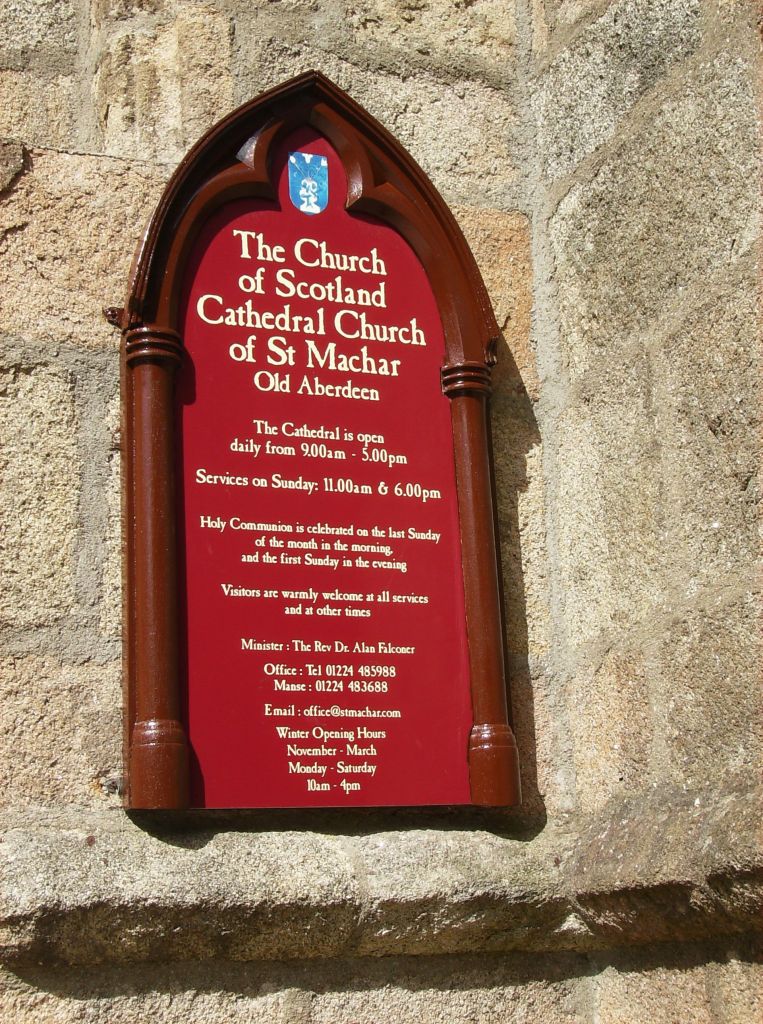 The Church
of Scotland
Cathedral Church
of St Machar
Old Aberdeen
The Cathedral is open
daily from 9.00am - 5.00pm
Services on Sunday: 11.00am & 6.00pm
Holy Communion is celebrated on the last Sunday
of the month in the morning,
and the first Sunday in the evening
Visitors are warmly welcome at all services
and at other times
Minister : The Rev Dr. Alan Falconer
Office : Tel 01224 485988
Manse : 01224 483688
Email : office@stmachar.com
Winter Opening Hours
November - March
Monday - Saturday
10am - 4pm